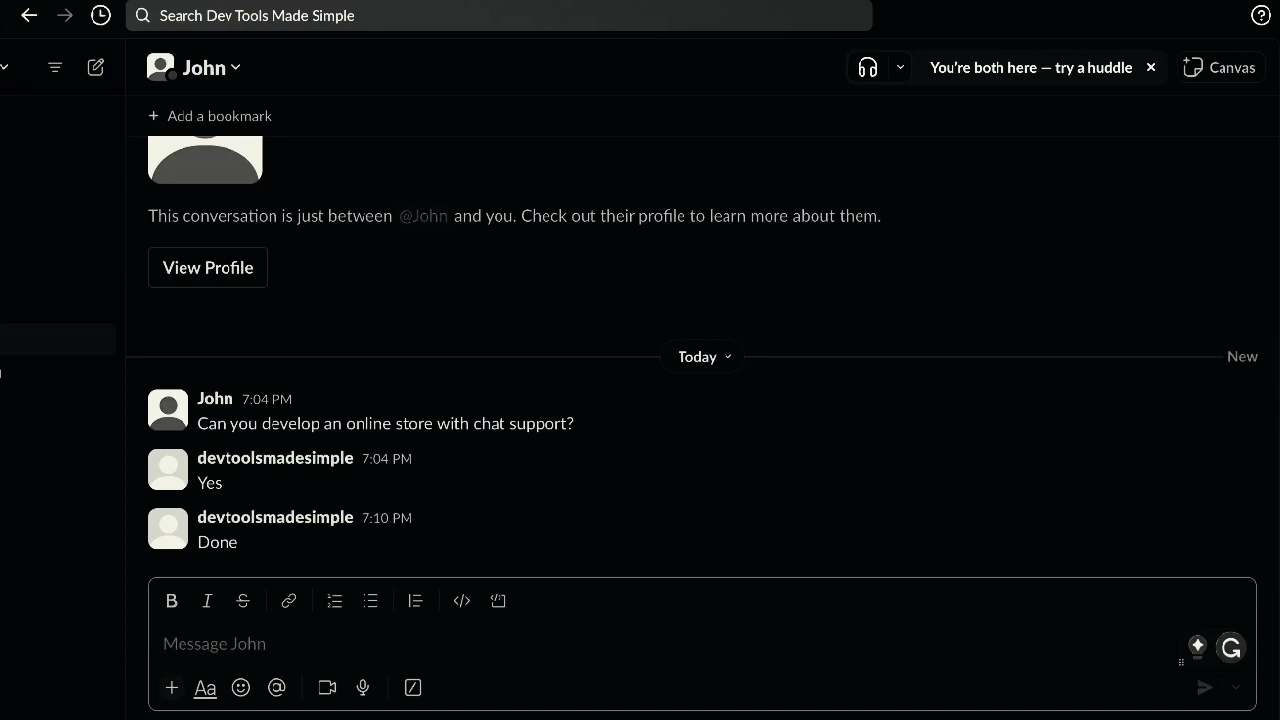 Search Dev Tools Made Simple
John
You're both here – try a huddle
Canvas
Add a bookmark
This conversation is just between @John and you. Check out their profile to learn more about them.
View Profile
Today
New
John 7:04 PM
Can you develop an online store with chat support?
devtoolsmadesimple 7:04 PM
Yes
devtoolsmadesimple 7:10 PM
Done
Message John
Aa